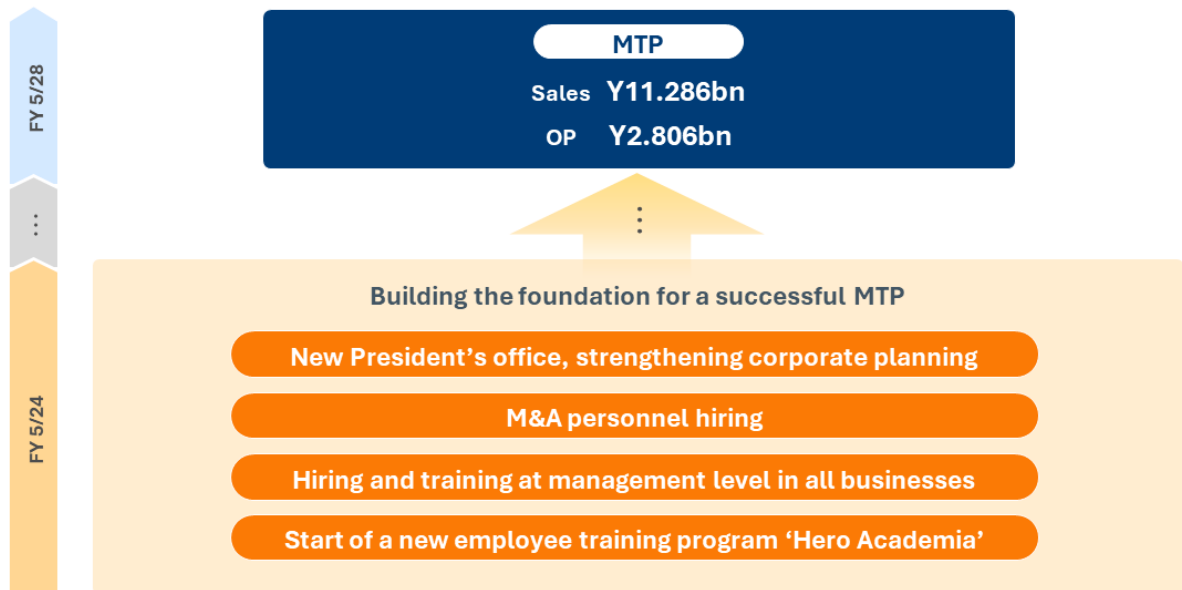 FY 5/28
MTP
Sales Y11.286bn
OP Y2.806bn
⋮
⋮
FY 5/24
Building the foundation for a successful MTP
New President’s office, strengthening corporate planning
M&A personnel hiring
Hiring and training at management level in all businesses
Start of a new employee training program ‘Hero Academia’